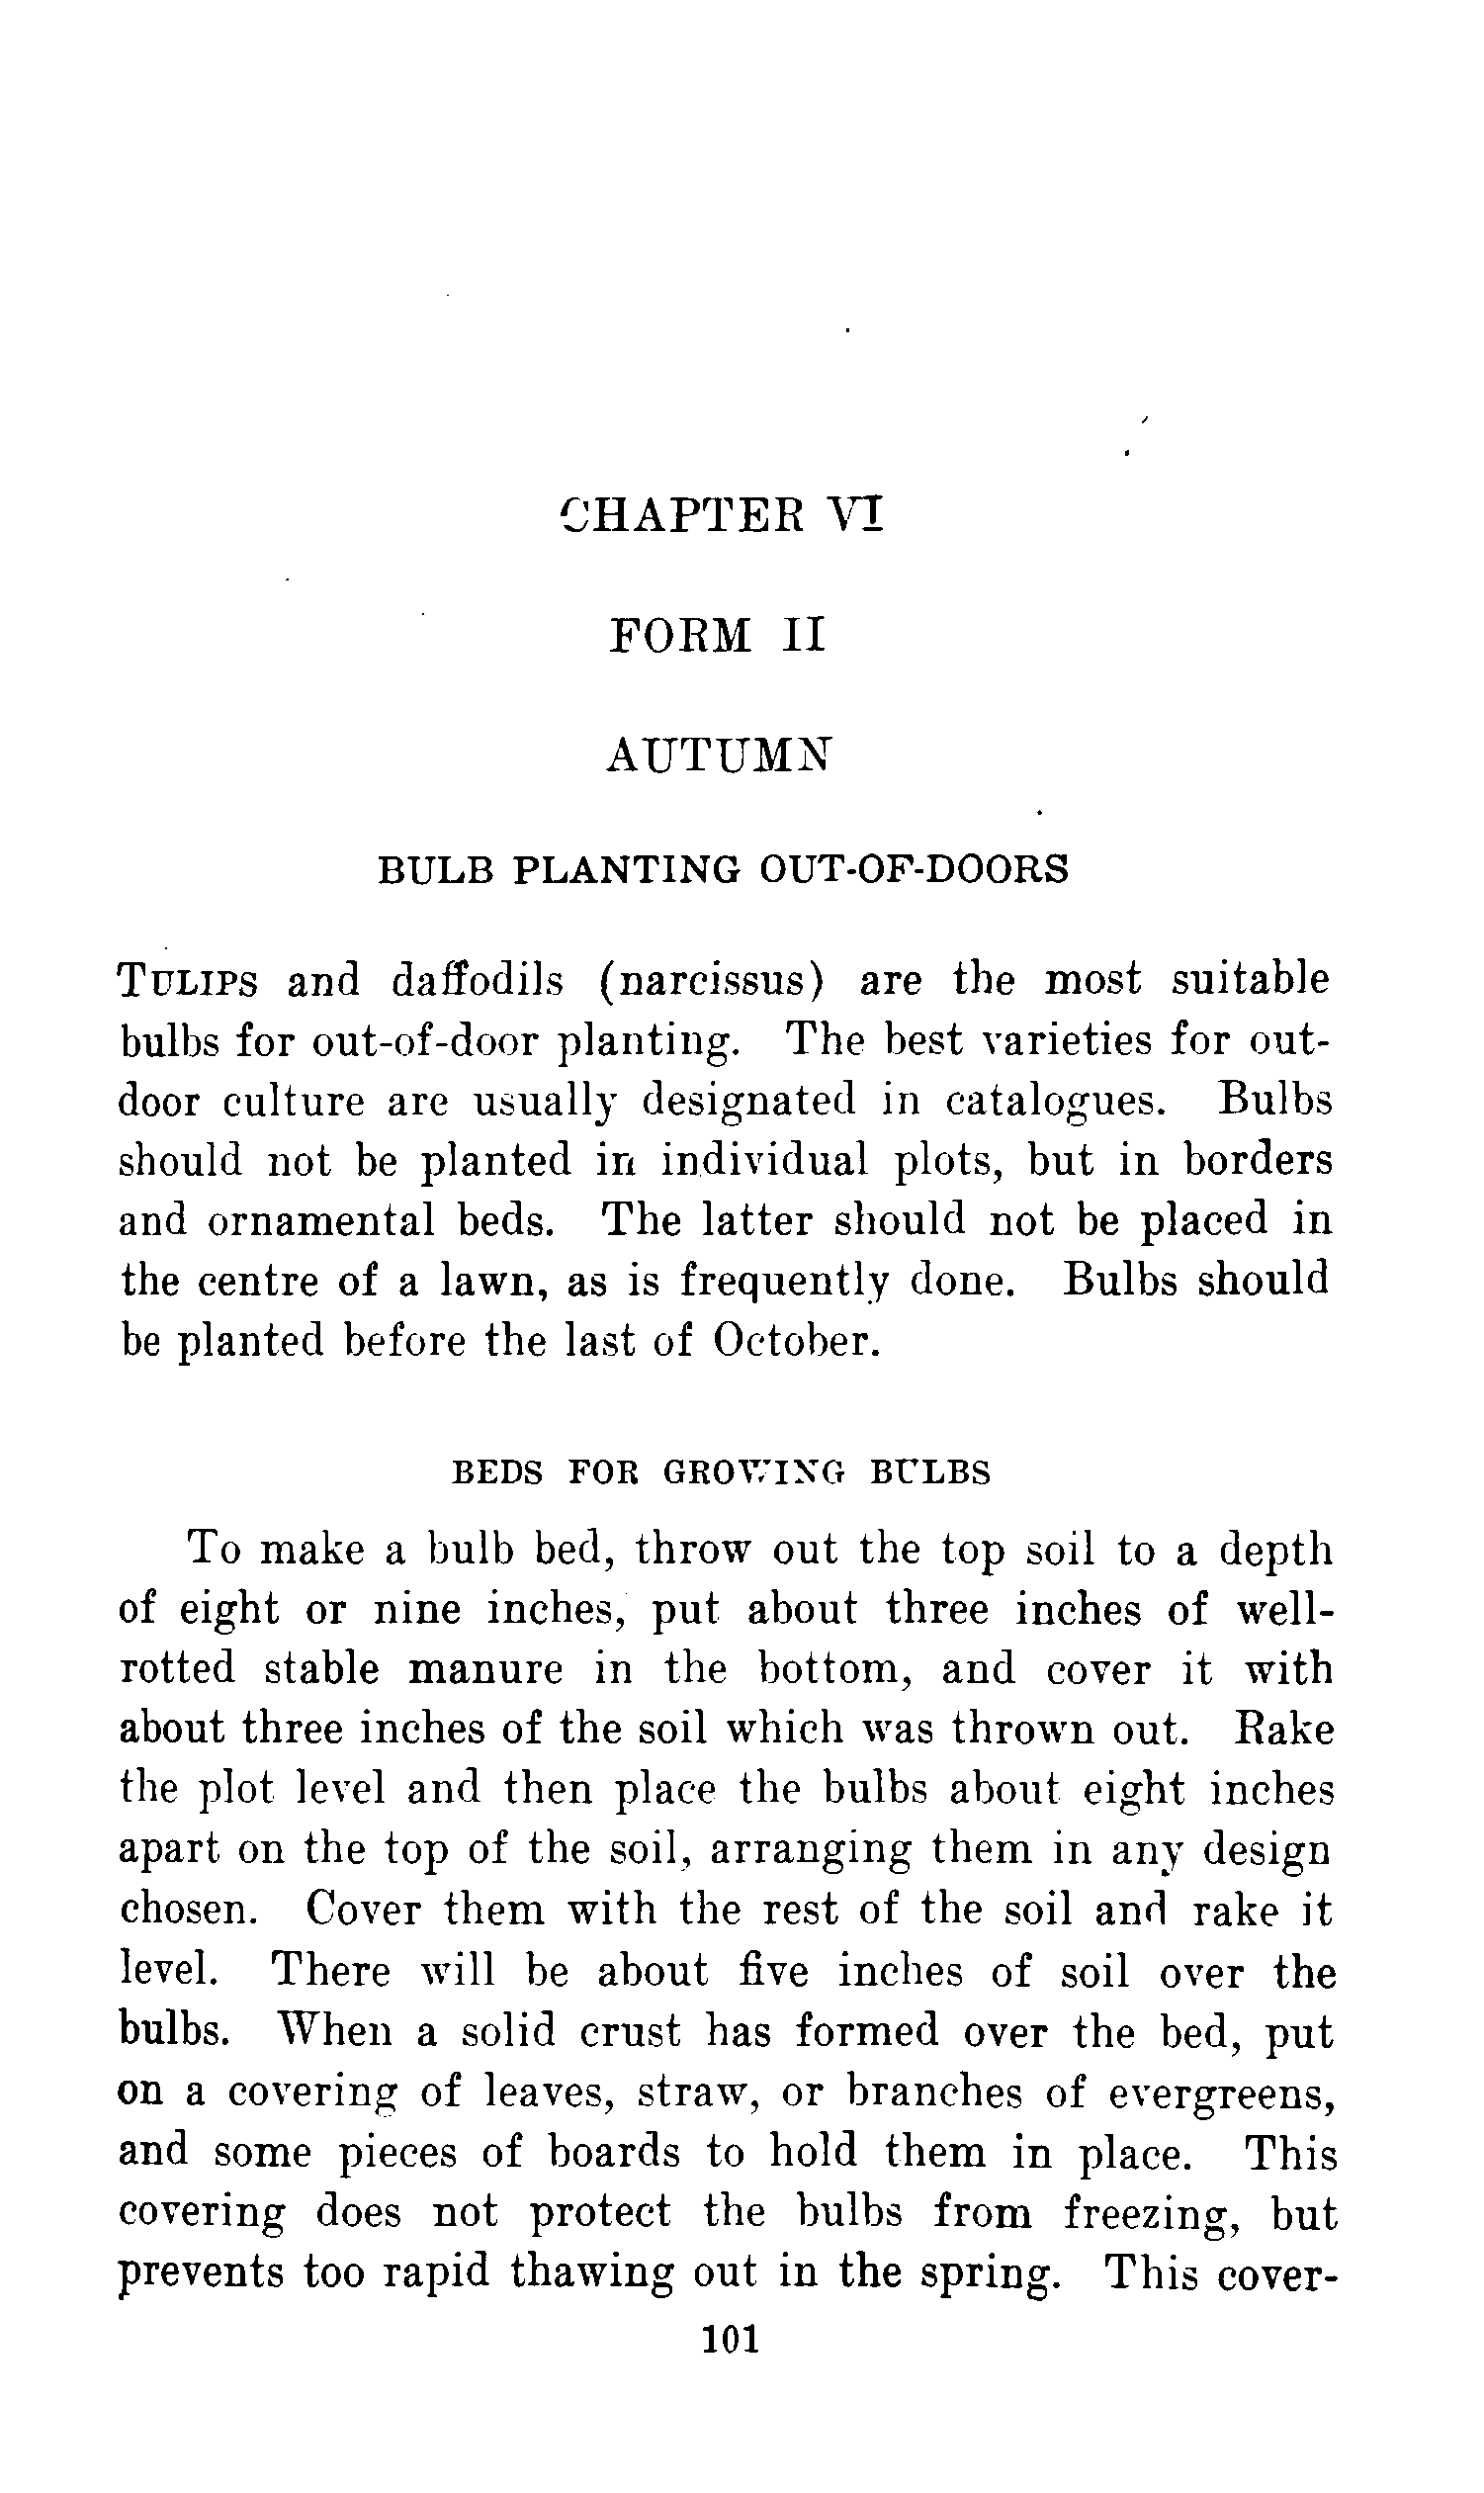 CHAPTER VI
FORM II
AUTUMN
BULB PLANTING OUT-OF-DOORS
TULIPS and daffodils (narcissus) are the most suitable
bulbs for out-of-door planting. The best varieties for out-
door culture are usually designated in catalogues. Bulbs
should not be planted in individual plots, but in borders
and ornamental beds. The latter should not be placed in
the centre of a lawn, as is frequently done. Bulbs should
be planted before the last of October.
BEDS FOR GROWING BULBS
To make a bulb bed, throw out the top soil to a depth
of eight or nine inches, put about three inches of well-
rotted stable manure in the bottom, and cover it with
about three inches of the soil which was thrown out. Rake
the plot level and then place the bulbs about eight inches
apart on the top of the soil, arranging them in any design
chosen. Cover them with the rest of the soil and rake it
level. There will be about five inches of soil over the
bulbs. When a solid crust has formed over the bed, put
on a covering of leaves, straw, or branches of evergreens,
and some pieces of boards to hold them in place. This
covering does not protect the bulbs from freezing, but
prevents too rapid thawing out in the spring. This cover-
101